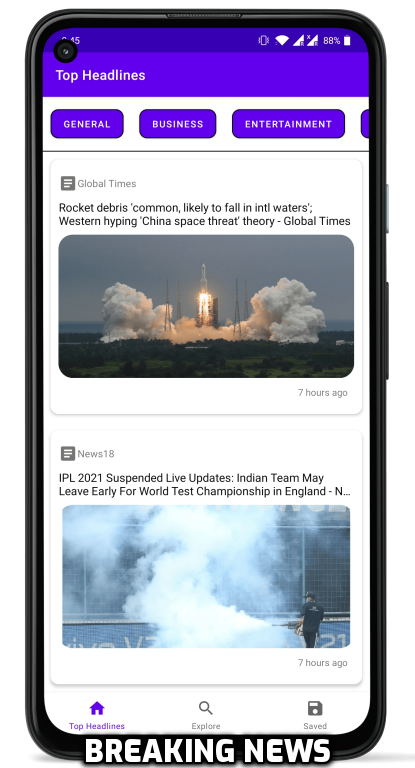 9:45
88%
Top Headlines
GENERAL
BUSINESS
ENTERTAINMENT
Global Times
Rocket debris 'common, likely to fall in intl waters';
Western hyping 'China space threat' theory - Global Times
7 hours ago
News18
IPL 2021 Suspended Live Updates: Indian Team May
Leave Early For World Test Championship in England - N...
7 hours ago
Top Headlines
Explore
Saved
BREAKING NEWS